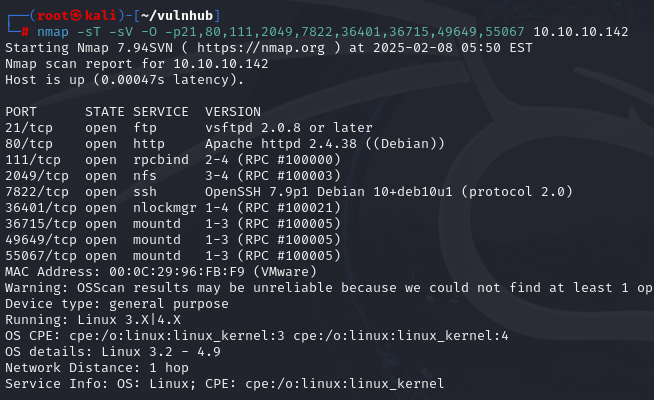 ┌──(root㉿kali)-[~/vulnhub]
└─# nmap -sT -sV -O -p21,80,111,2049,7822,36401,36715,49649,55067 10.10.10.142
Starting Nmap 7.94SVN ( https://nmap.org ) at 2025-02-08 05:50 EST
Nmap scan report for 10.10.10.142
Host is up (0.00047s latency).

PORT      STATE SERVICE  VERSION
21/tcp    open  ftp      vsftpd 2.0.8 or later
80/tcp    open  http     Apache httpd 2.4.38 ((Debian))
111/tcp   open  rpcbind  2-4 (RPC #100000)
2049/tcp  open  nfs      3-4 (RPC #100003)
7822/tcp  open  ssh      OpenSSH 7.9p1 Debian 10+deb10u1 (protocol 2.0)
36401/tcp open  nlockmgr 1-4 (RPC #100021)
36715/tcp open  mountd   1-3 (RPC #100005)
49649/tcp open  mountd   1-3 (RPC #100005)
55067/tcp open  mountd   1-3 (RPC #100005)
MAC Address: 00:0C:29:96:FB:F9 (VMware)
Warning: OSScan results may be unreliable because we could not find at least 1 op
Device type: general purpose
Running: Linux 3.X|4.X
OS CPE: cpe:/o:linux:linux_kernel:3 cpe:/o:linux:linux_kernel:4
OS details: Linux 3.2 - 4.9
Network Distance: 1 hop
Service Info: OS: Linux; CPE: cpe:/o:linux:linux_kernel